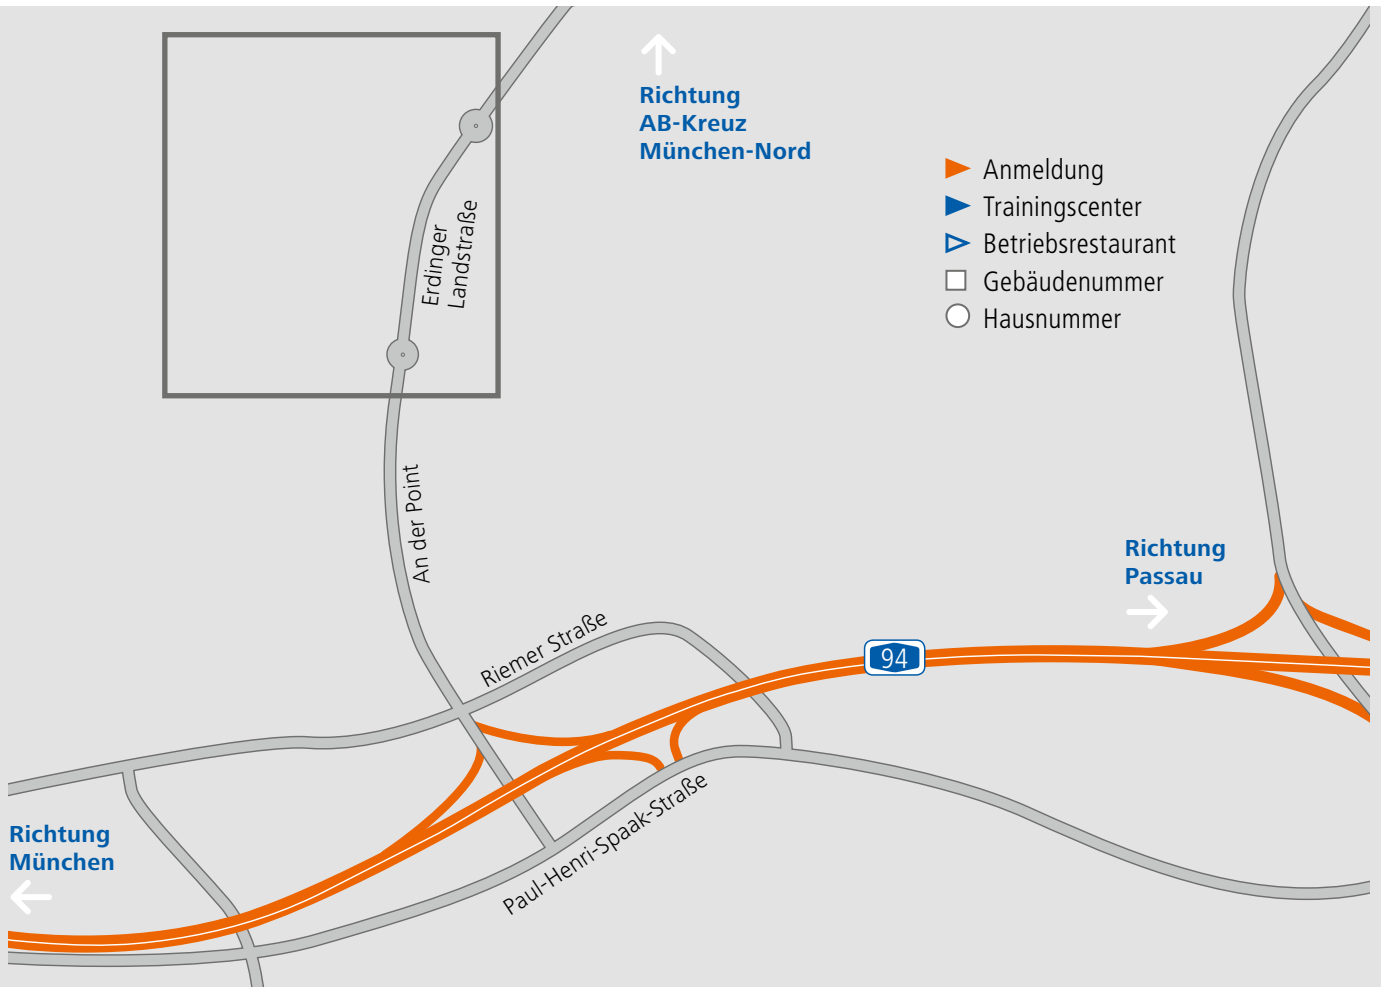 Richtung
AB-Kreuz
München-Nord
Anmeldung
Trainingscenter
Betriebsrestaurant
Gebäudenummer
Hausnummer
Erdinger
Landstraße
An der Point
Richtung
Passau
Riemer Straße
94
Paul-Henri-Spaak-Straße
Richtung
München